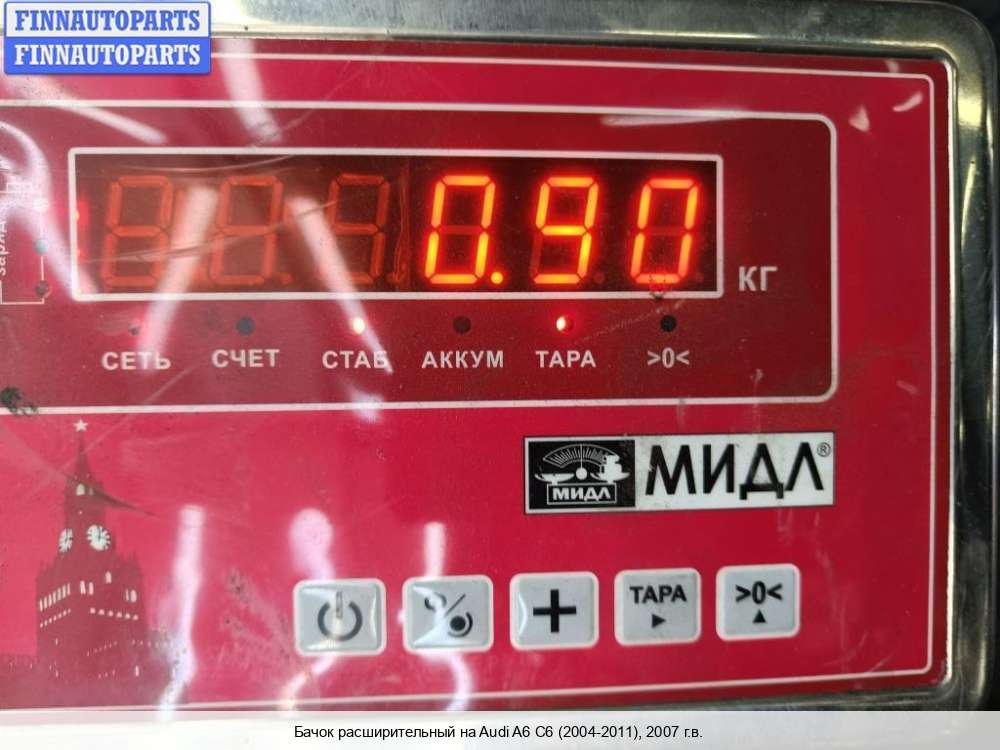 FINNAUTOPARTS
FINNAUTOPARTS
0.90
КГ
СЕТЬ СЧЕТ СТАБ АККУМ ТАРА >0<
МИДЛ МИДЛ®
+ ТАРА >0<
Бачок расширительный на Audi A6 C6 (2004-2011), 2007 г.в.